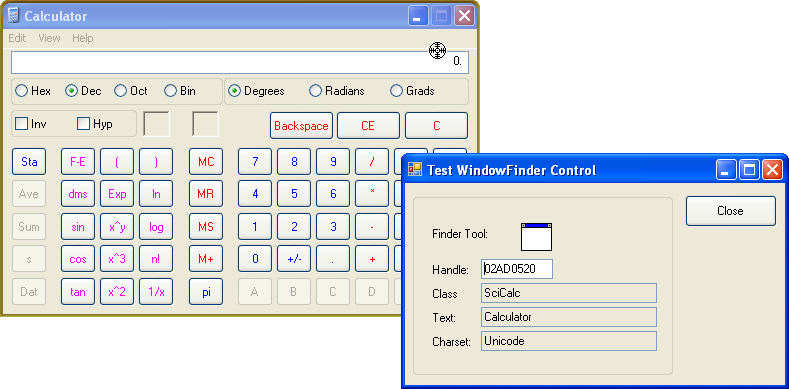 Calculator
Edit View Help
0.
Hex Dec Oct Bin Degrees Radians Grads
Inv Hyp Backspace CE C
Sta F-E ( ) MC 7 8 9 /
Ave dms Exp ln MR 4 5 6 *
Sum sin x^y log MS 1 2 3 -
s cos x^3 n! M+ 0 +/- . +
Dat tan x^2 1/x pi A B C D
Test WindowFinder Control
Close
Finder Tool:
Handle: 02AD0520
Class SciCalc
Text: Calculator
Charset: Unicode